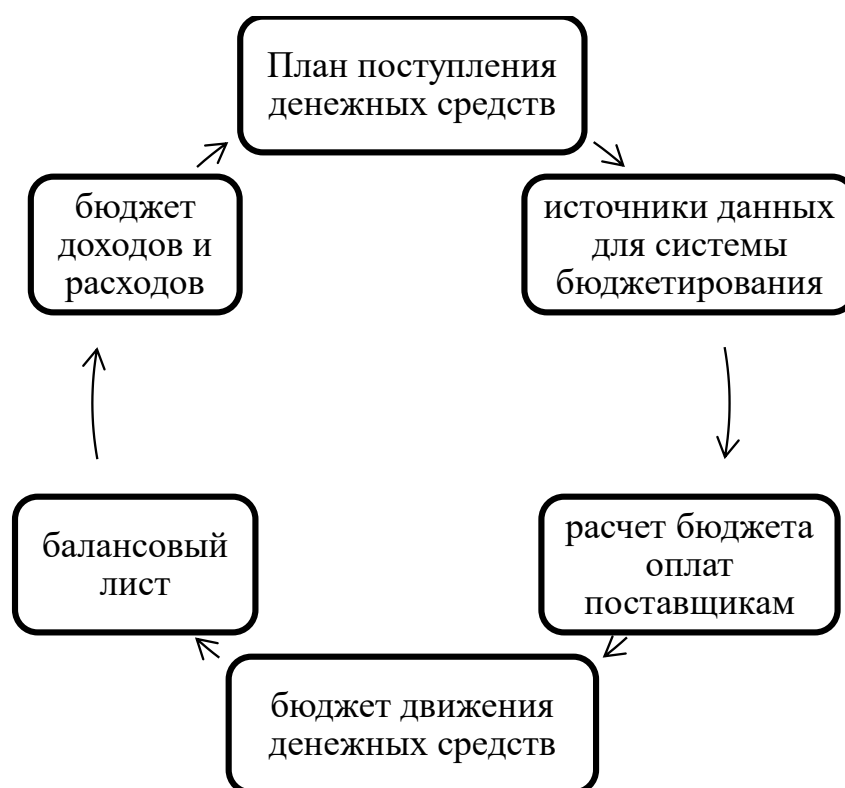 План поступления
денежных средств
источники данных
для системы
бюджетирования
расчет бюджета
оплат
поставщикам
бюджет движения
денежных средств
балансовый
лист
бюджет
доходов и
расходов